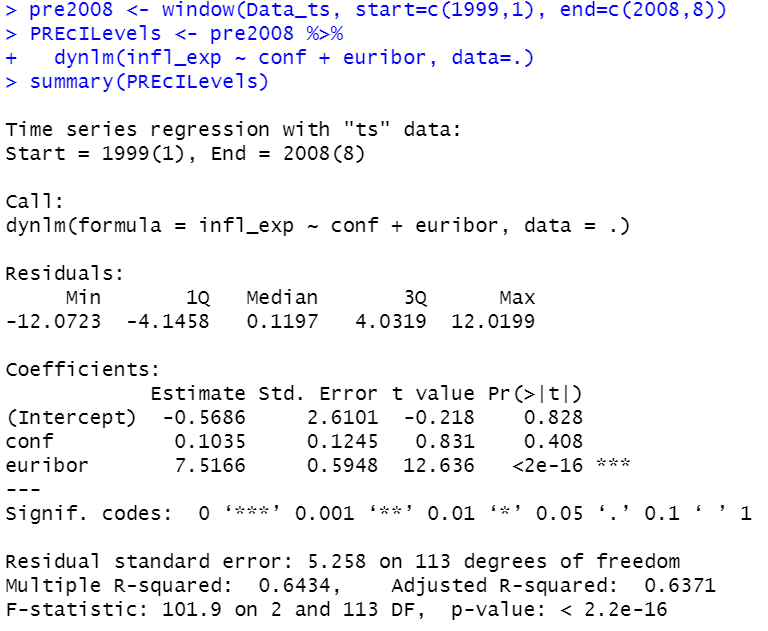 > pre2008 <- window(Data_ts, start=c(1999,1), end=c(2008,8))
> PREcILevels <- pre2008 %>%
+   dynlm(infl_exp ~ conf + euribor, data=.)
> summary(PREcILevels)

Time series regression with "ts" data:
Start = 1999(1), End = 2008(8)

Call:
dynlm(formula = infl_exp ~ conf + euribor, data = .)

Residuals:
     Min       1Q   Median       3Q      Max
-12.0723  -4.1458   0.1197   4.0319  12.0199

Coefficients:
            Estimate Std. Error t value Pr(>|t|)
(Intercept)  -0.5686     2.6101  -0.218    0.828
conf          0.1035     0.1245   0.831    0.408
euribor       7.5166     0.5948  12.636   <2e-16 ***
---
Signif. codes:  0 ‘***’ 0.001 ‘**’ 0.01 ‘*’ 0.05 ‘.’ 0.1 ‘ ’ 1

Residual standard error: 5.258 on 113 degrees of freedom
Multiple R-squared:  0.6434,    Adjusted R-squared:  0.6371
F-statistic: 101.9 on 2 and 113 DF,  p-value: < 2.2e-16